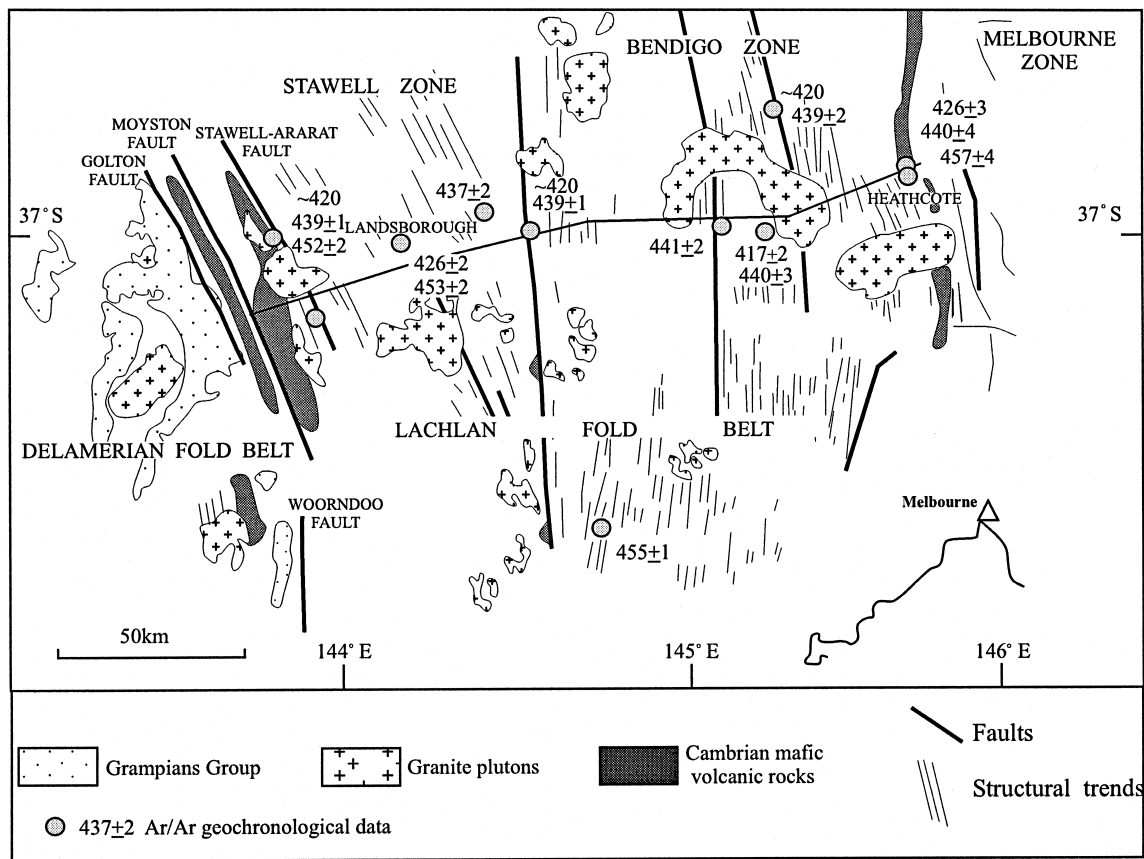 BENDIGO ZONE
MELBOURNE
ZONE
STAWELL ZONE
~420
439±2
426±3
440±4
457±4
MOYSTON
FAULT
STAWELL-ARARAT
FAULT
GOLTON
FAULT
~420
439±1
452±2
437±2
~420
439±1
HEATHCOTE
37° S
37° S
LANDSBOROUGH
426±2
453±2
441±2
417±2
440±3
LACHLAN FOLD BELT
DELAMERIAN FOLD BELT
WOORNDOO
FAULT
Melbourne
455±1
50km
144° E
145° E
146° E
Grampians Group
Granite plutons
Cambrian mafic
volcanic rocks
Faults
Structural trends
437±2 Ar/Ar geochronological data